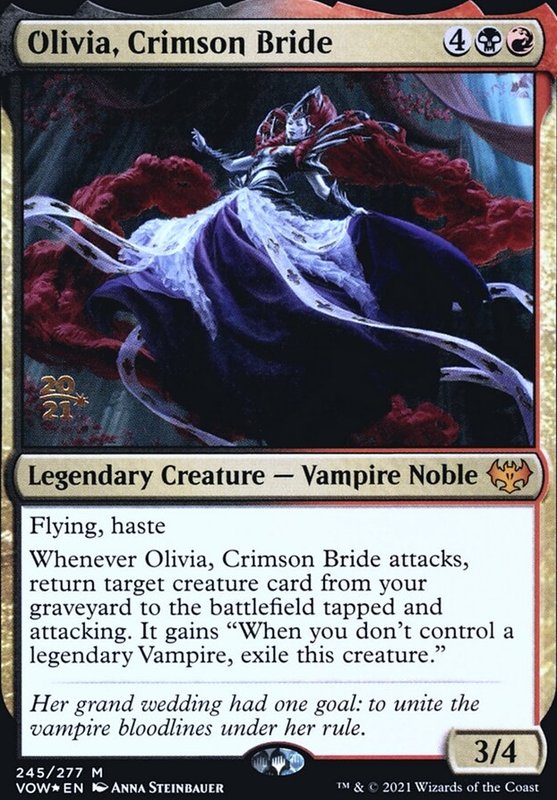 Olivia, Crimson Bride 4
20
21
Legendary Creature — Vampire Noble
Flying, haste
Whenever Olivia, Crimson Bride attacks,
return target creature card from your
graveyard to the battlefield tapped and
attacking. It gains “When you don’t control a
legendary Vampire, exile this creature.”
Her grand wedding had one goal: to unite the
vampire bloodlines under her rule.
3/4
245/277 M
VOW★EN Anna Steinbauer
™ & © 2021 Wizards of the Coast